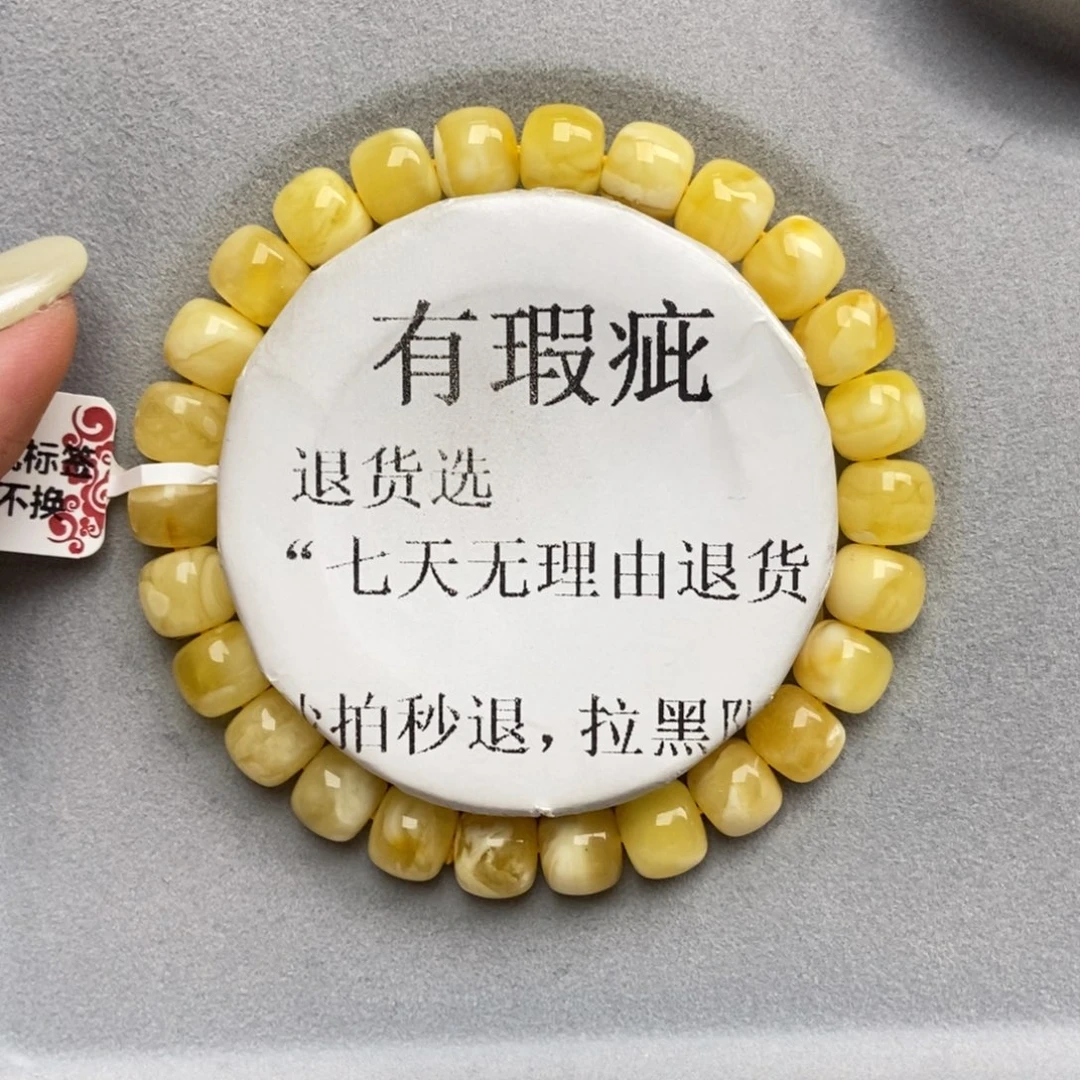 有瑕疵
退货选
“七天无理由退货
拍秒退，拉黑
标签
不换